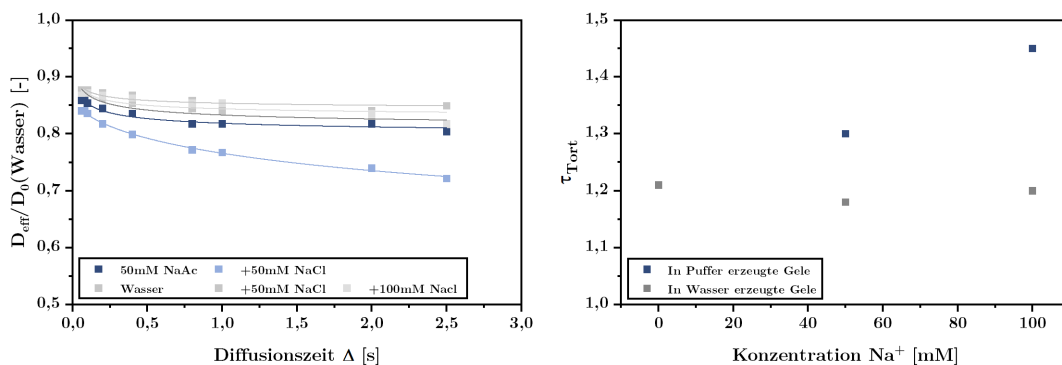 D_eff/D_0(Wasser) [-]
1,0
0,9
0,8
0,7
0,6
0,5
50mM NaAc +50mM NaCl
Wasser +50mM NaCl +100mM Nacl
0,0 0,5 1,0 1,5 2,0 2,5 3,0
Diffusionszeit Δ [s]
τ_Tort
1,5
1,4
1,3
1,2
1,1
1,0
In Puffer erzeugte Gele
In Wasser erzeugte Gele
0 20 40 60 80 100
Konzentration Na⁺ [mM]